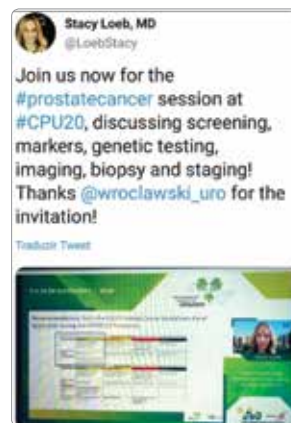 Stacy Loeb, MD
@LoebStacy
Join us now for the
#prostatecancer session at
#CPU20, discussing screening,
markers, genetic testing,
imaging, biopsy and staging!
Thanks @wroclawski_uro for the
invitation!
Traduzir Tweet